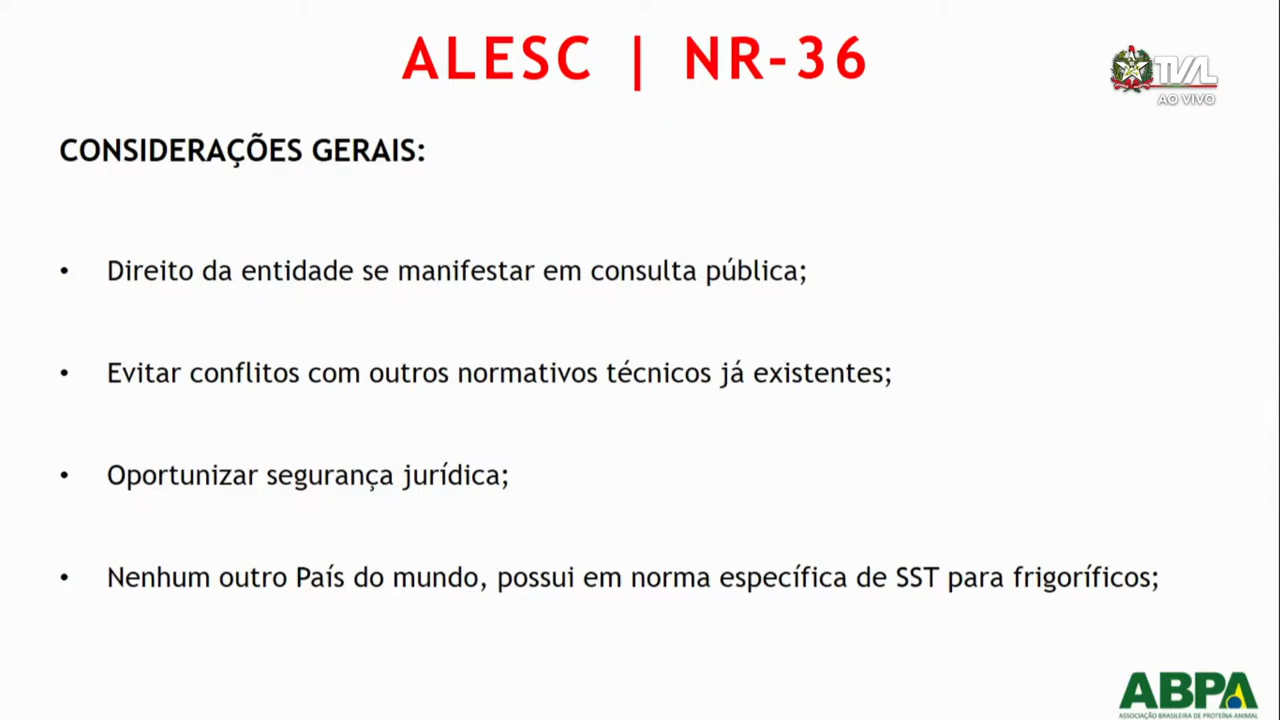 ALESC | NR-36
TVAL
AO VIVO
CONSIDERAÇÕES GERAIS:
• Direito da entidade se manifestar em consulta pública;
• Evitar conflitos com outros normativos técnicos já existentes;
• Oportunizar segurança jurídica;
• Nenhum outro País do mundo, possui em norma específica de SST para frigoríficos;
ABPA
ASSOCIAÇÃO BRASILEIRA DE PROTEÍNA ANIMAL